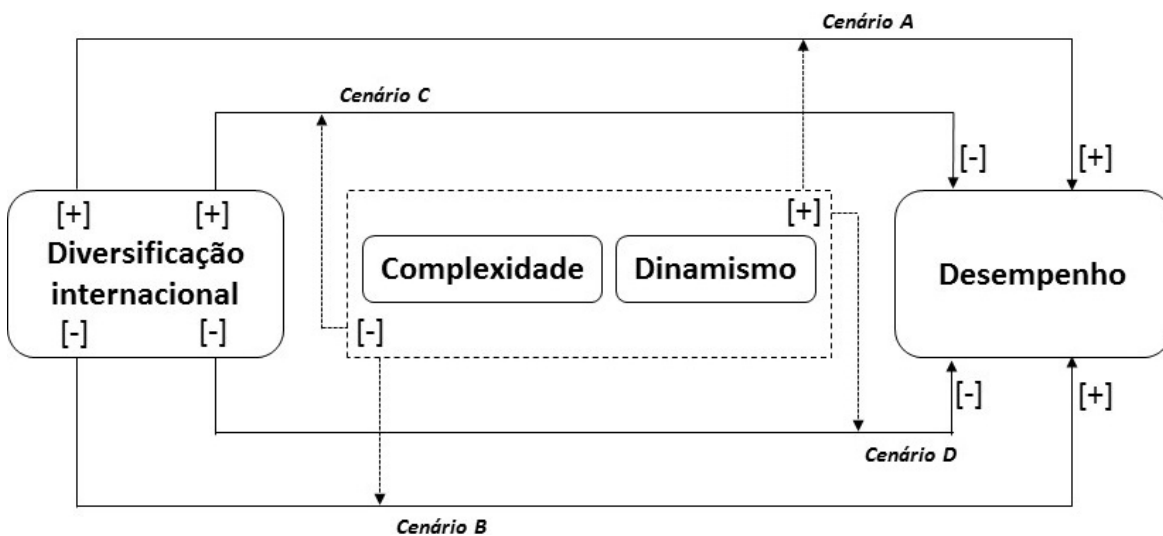 Cenário A
Cenário C
[-]
[+]
[+]
[+]
[+]
Diversificação
internacional
Complexidade
Dinamismo
Desempenho
[-]
[-]
[-]
[-]
[+]
Cenário D
Cenário B